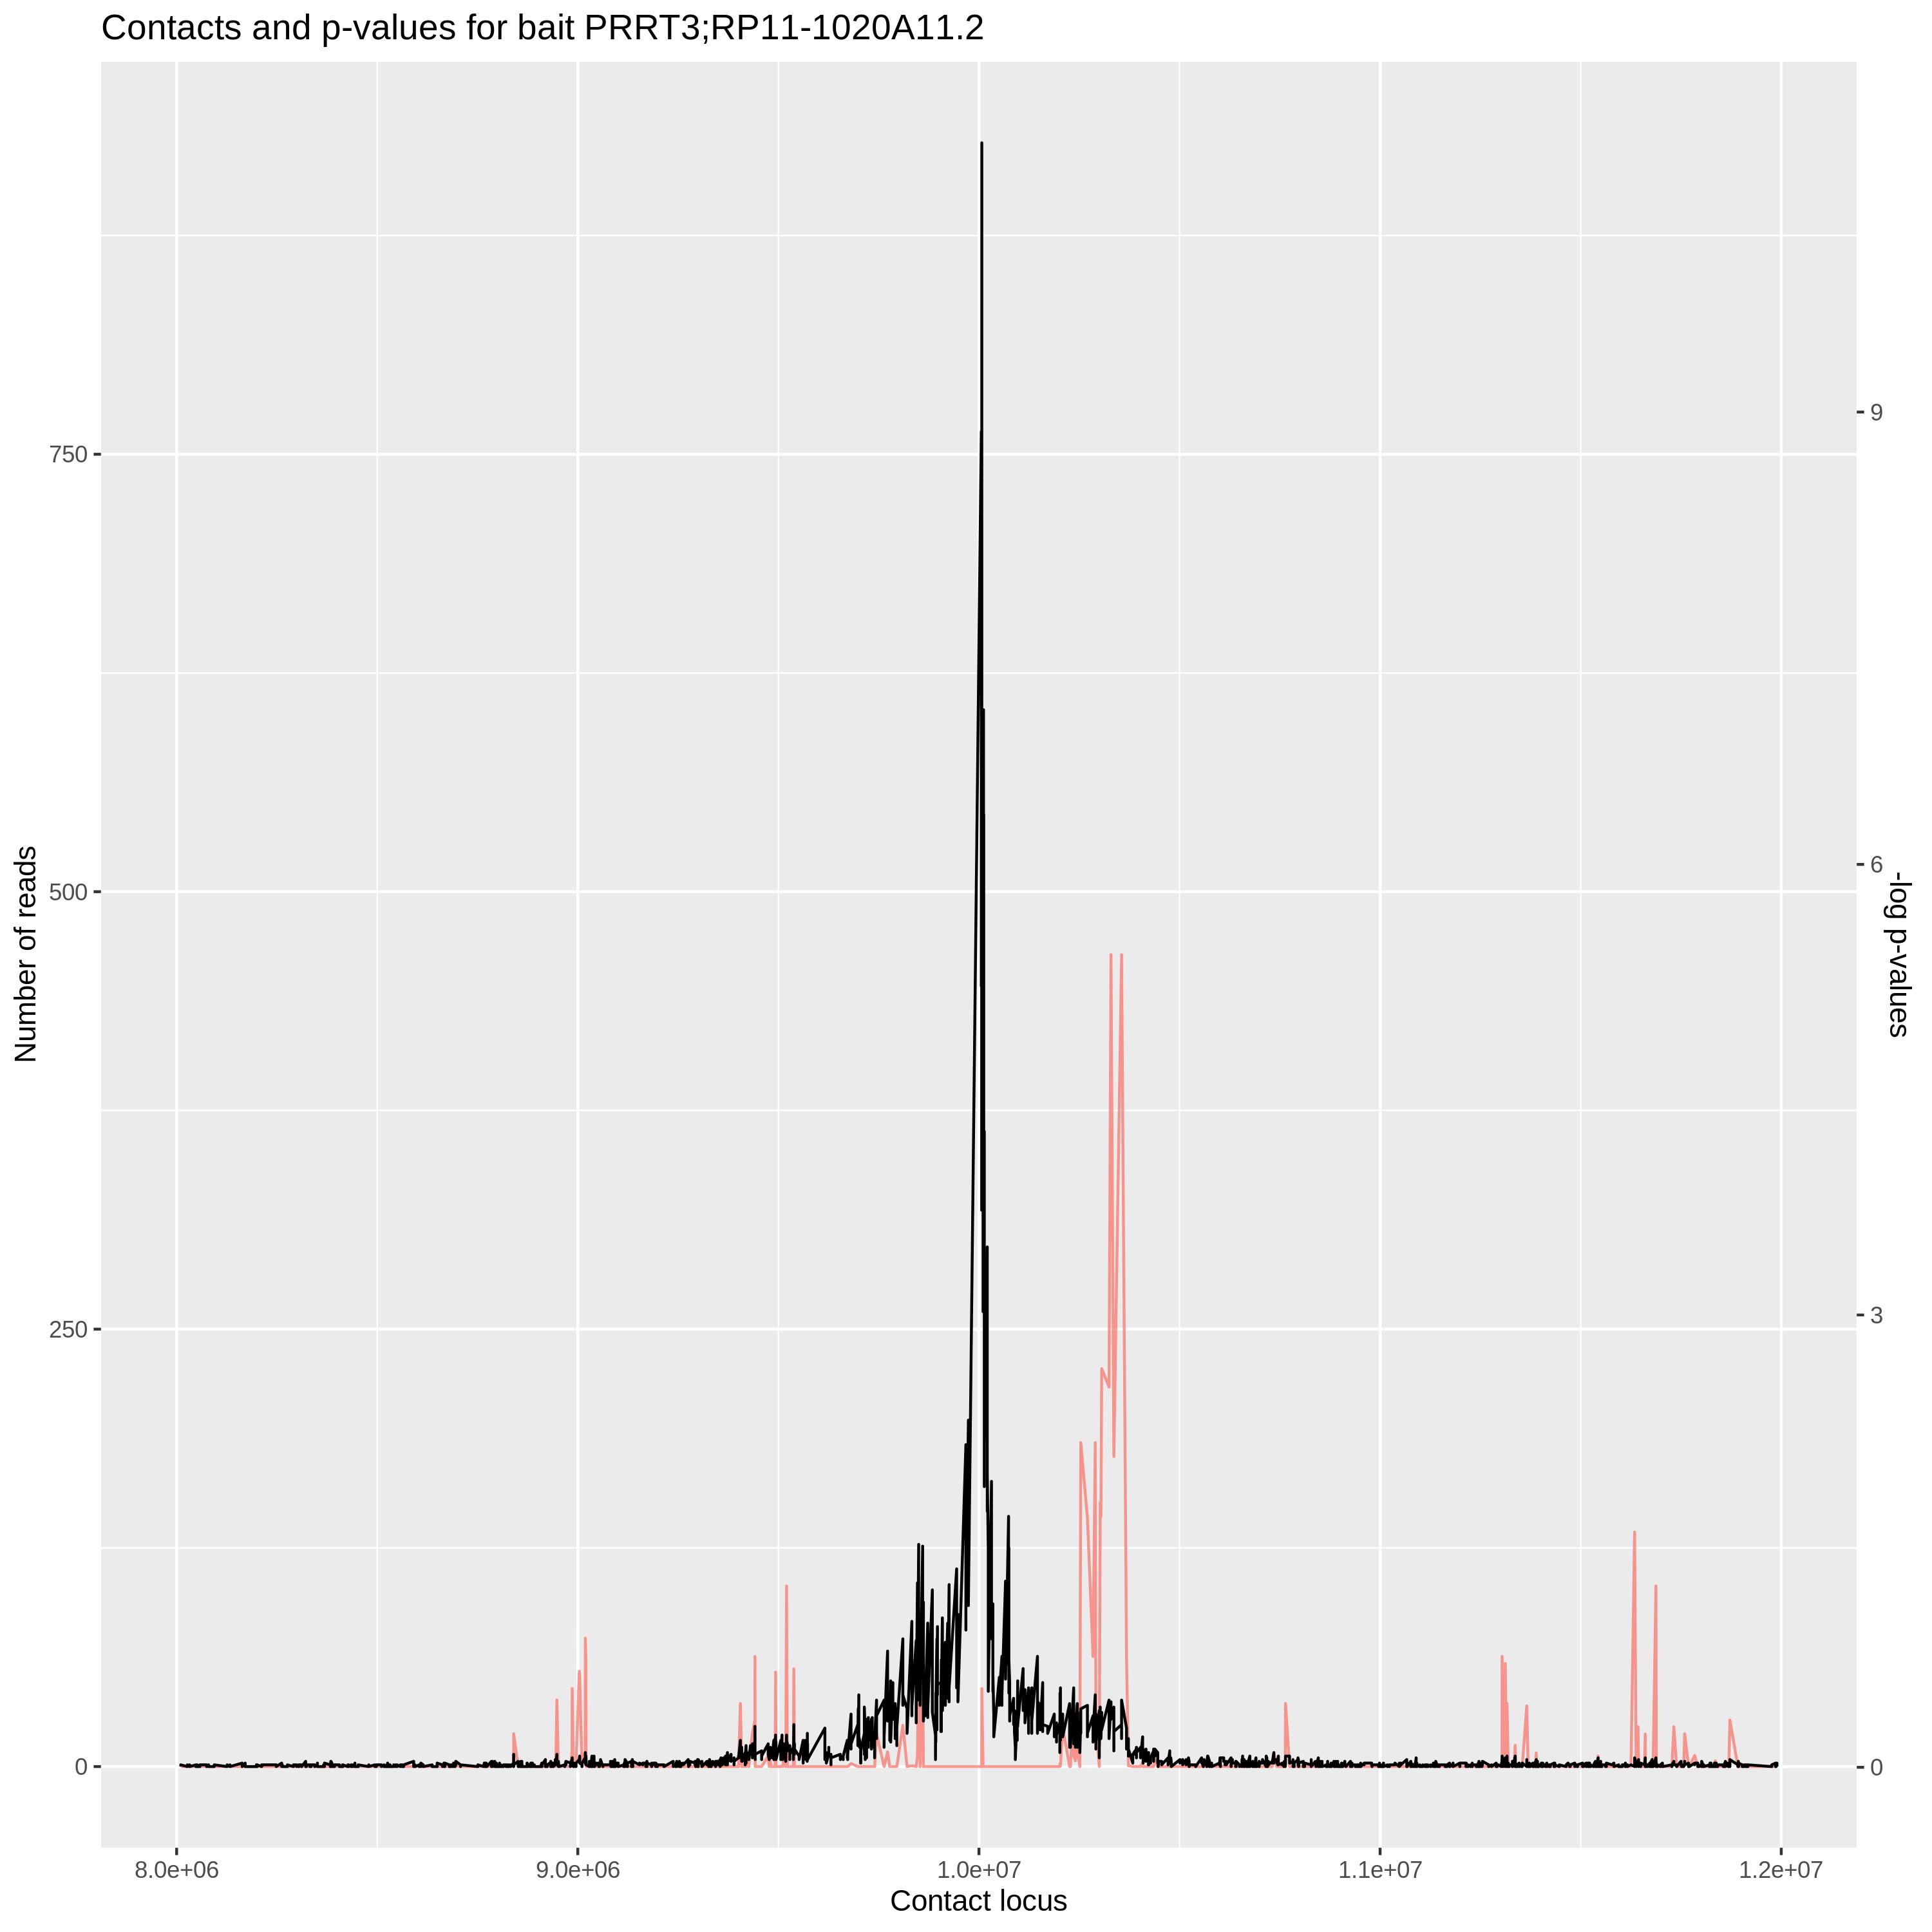 Contacts and p-values for bait PRRT3;RP11-1020A11.2
Number of reads
750
500
250
0
9
6
3
0
-log p-values
8.0e+06
9.0e+06
1.0e+07
1.1e+07
1.2e+07
Contact locus